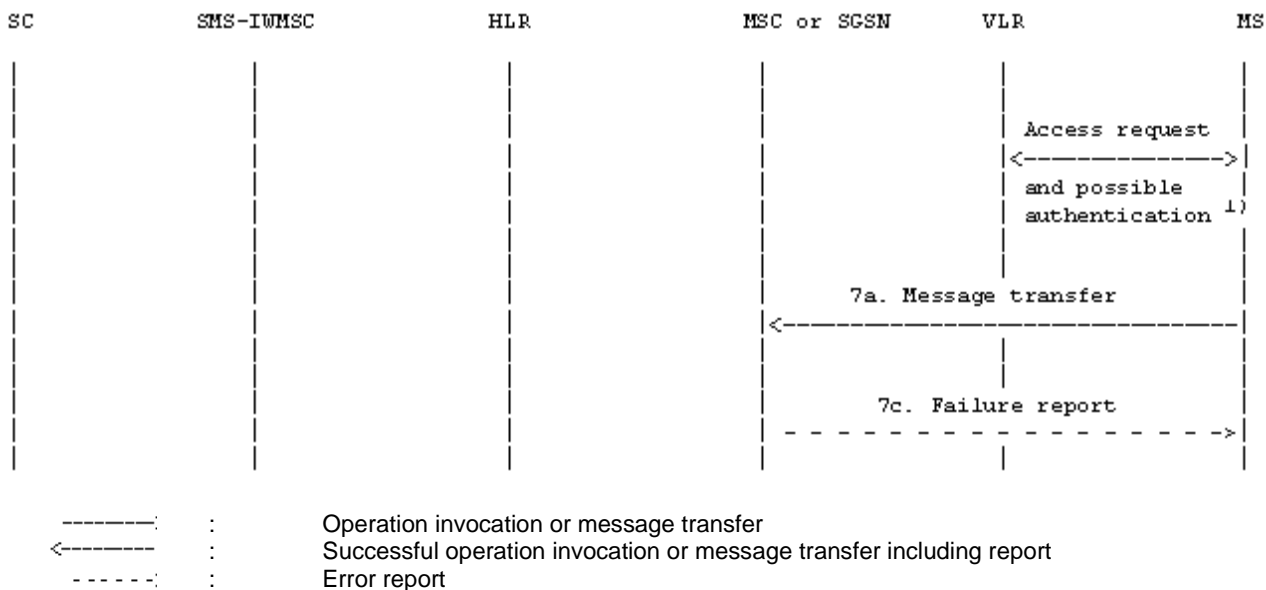 SC SMS-IWMSC HLR MSC or SGSN VLR MS
Access request
and possible
authentication 1)
7a. Message transfer
7c. Failure report
: Operation invocation or message transfer
: Successful operation invocation or message transfer including report
: Error report